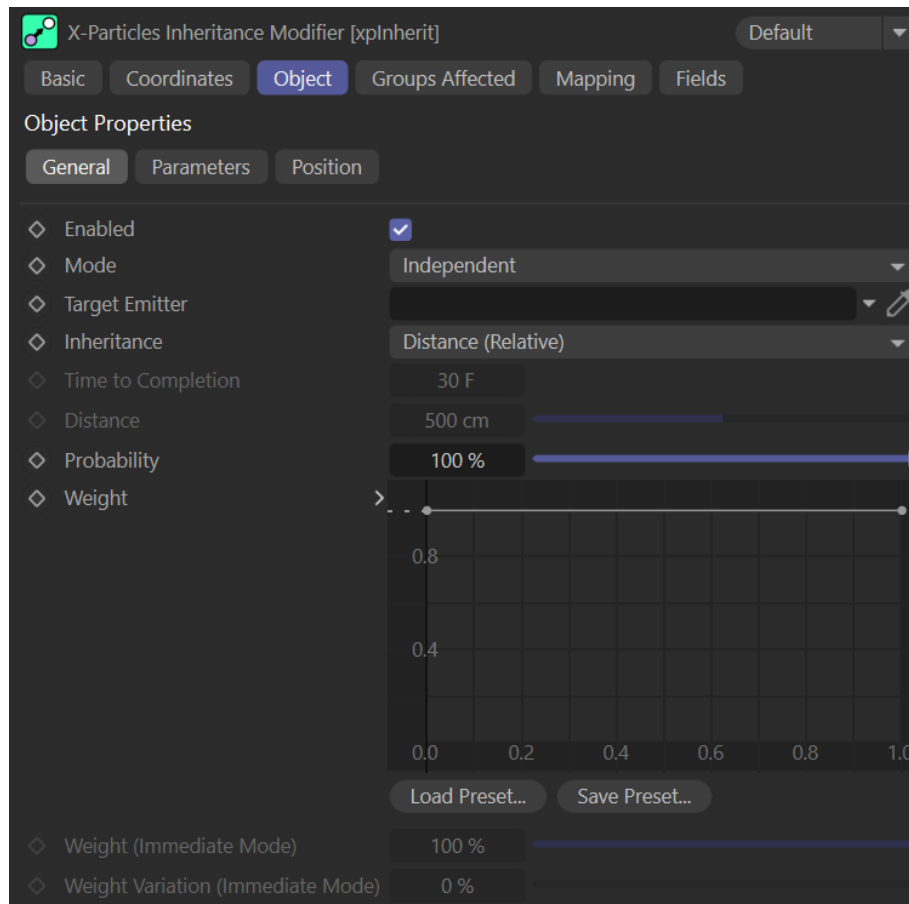 X-Particles Inheritance Modifier [xpInherit] Default
Basic Coordinates Object Groups Affected Mapping Fields
Object Properties
General Parameters Position
Enabled
Mode Independent
Target Emitter
Inheritance Distance (Relative)
Time to Completion 30 F
Distance 500 cm
Probability 100 %
Weight
0.8
0.4
0.0 0.2 0.4 0.6 0.8 1.0
Load Preset... Save Preset...
Weight (Immediate Mode) 100 %
Weight Variation (Immediate Mode) 0 %